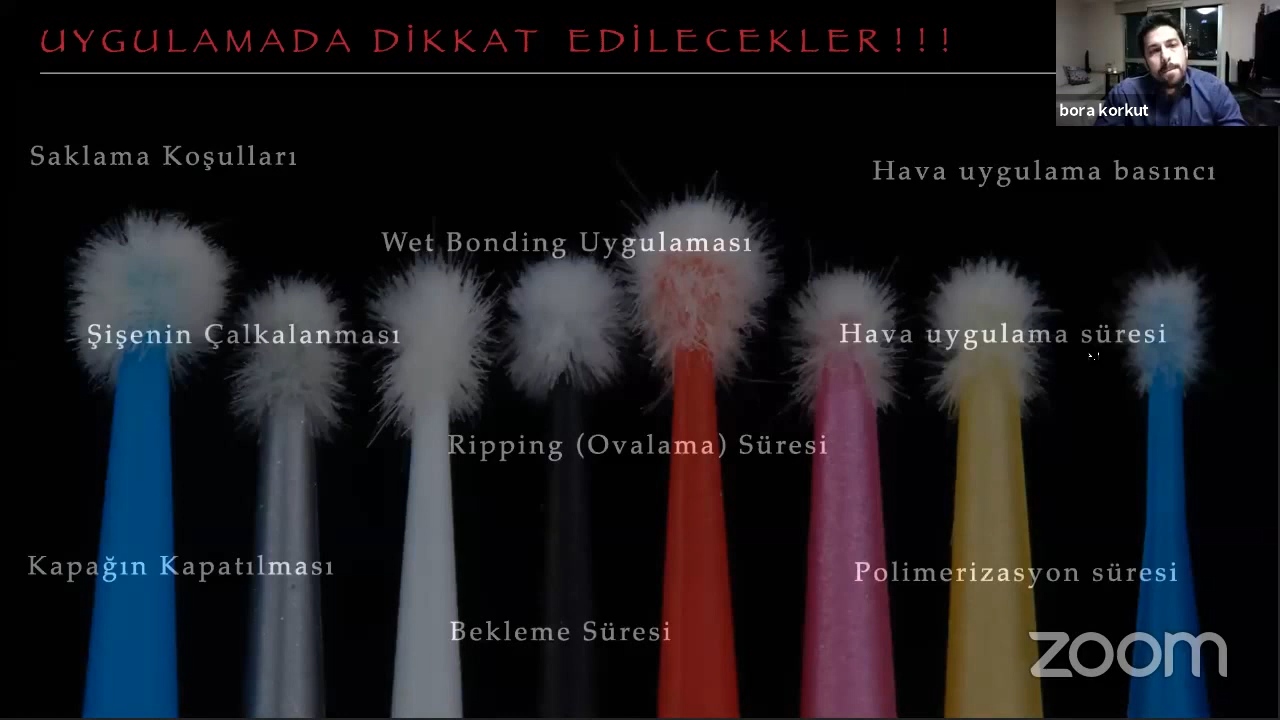 UYGULAMADA DİKKAT EDİLECEKLER!!!
bora korkut
Saklama Koşulları
Hava uygulama basıncı
Wet Bonding Uygulaması
Şişenin Çalkalanması
Hava uygulama süresi
Ripping (Ovalama) Süresi
Kapağın Kapatılması
Polimerizasyon süresi
Bekleme Süresi
zoom